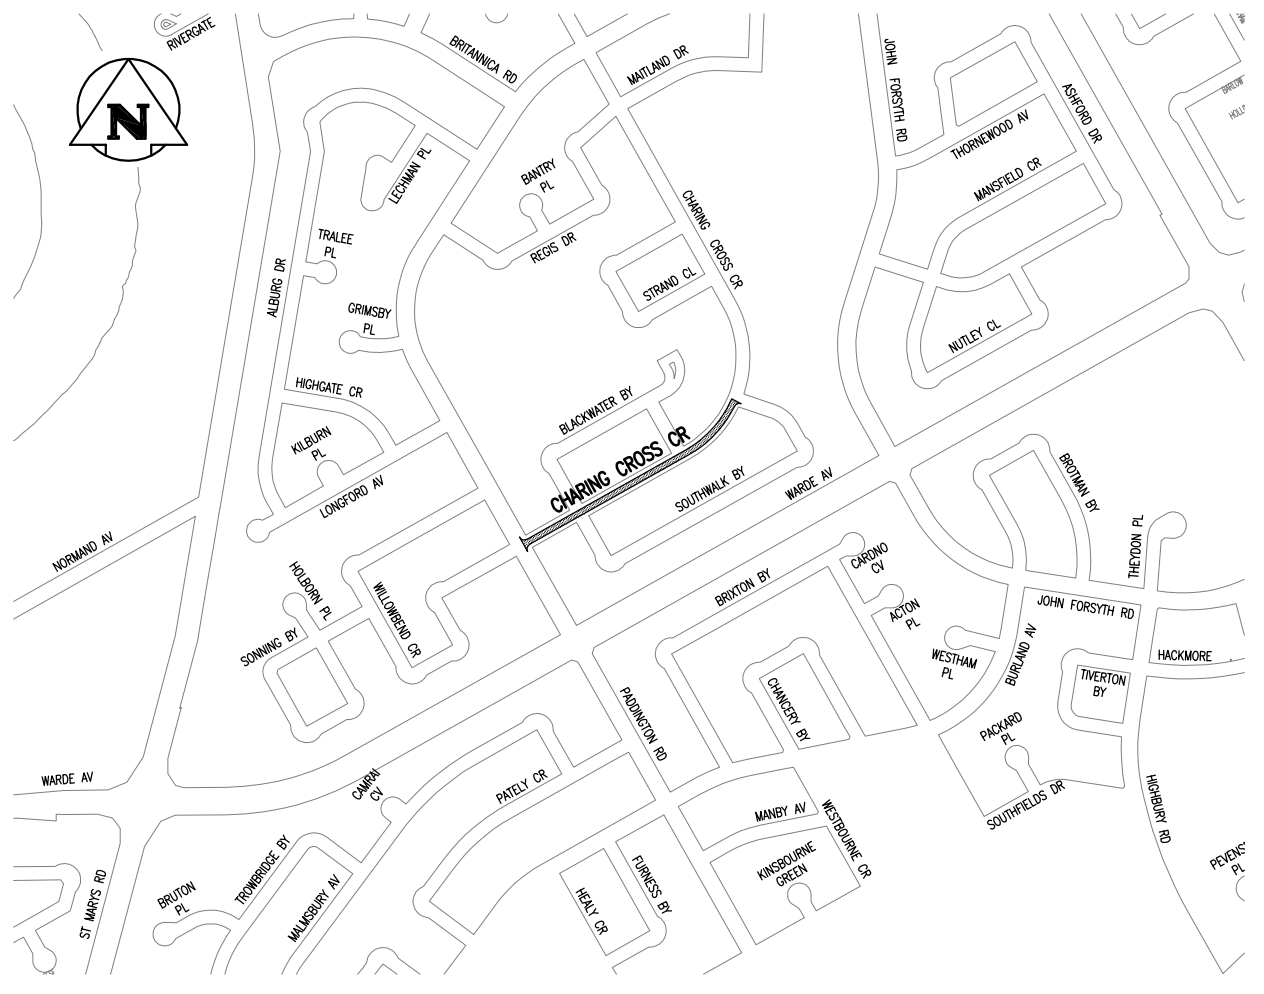 RIVERGATE
N
BRITANNICA RD
MAITLAND DR
JOHN FORSYTH RD
ASHFORD DR
BARLOW
THORNEWOOD AV
MANSFIELD CR
LECHMAN PL
BANTRY
PL
CHARING CROSS CR
TRALEE
PL
REGIS DR
ALBURG DR
STRAND CL
GRIMSBY
PL
NUTLEY CL
HIGHGATE CR
BLACKWATER BY
KILBURN
PL
CHARING CROSS CR
LONGFORD AV
SOUTHWALK BY
WARDE AV
BROTMAN BY
NORMAND AV
THEYDON PL
HOLBORN PL
WILLOWBEND CR
BRIXTON BY
CARDNO
CV
ACTON
PL
JOHN FORSYTH RD
SONNING BY
BURLAND AV
WESTHAM
PL
HACKMORE
TIVERTON
BY
PADDINGTON RD
CHANCERY BY
PACKARD
PL
WARDE AV
CAMRAI
CV
PATELY CR
MANBY AV
WESTBOURNE CR
SOUTHFIELDS DR
HIGHBURY RD
TROWBRIDGE BY
KINSBOURNE
GREEN
PEVENS
PL
ST MARYS RD
BRUTON
PL
MALMSBURY AV
HEALY CR
FURNESS BY